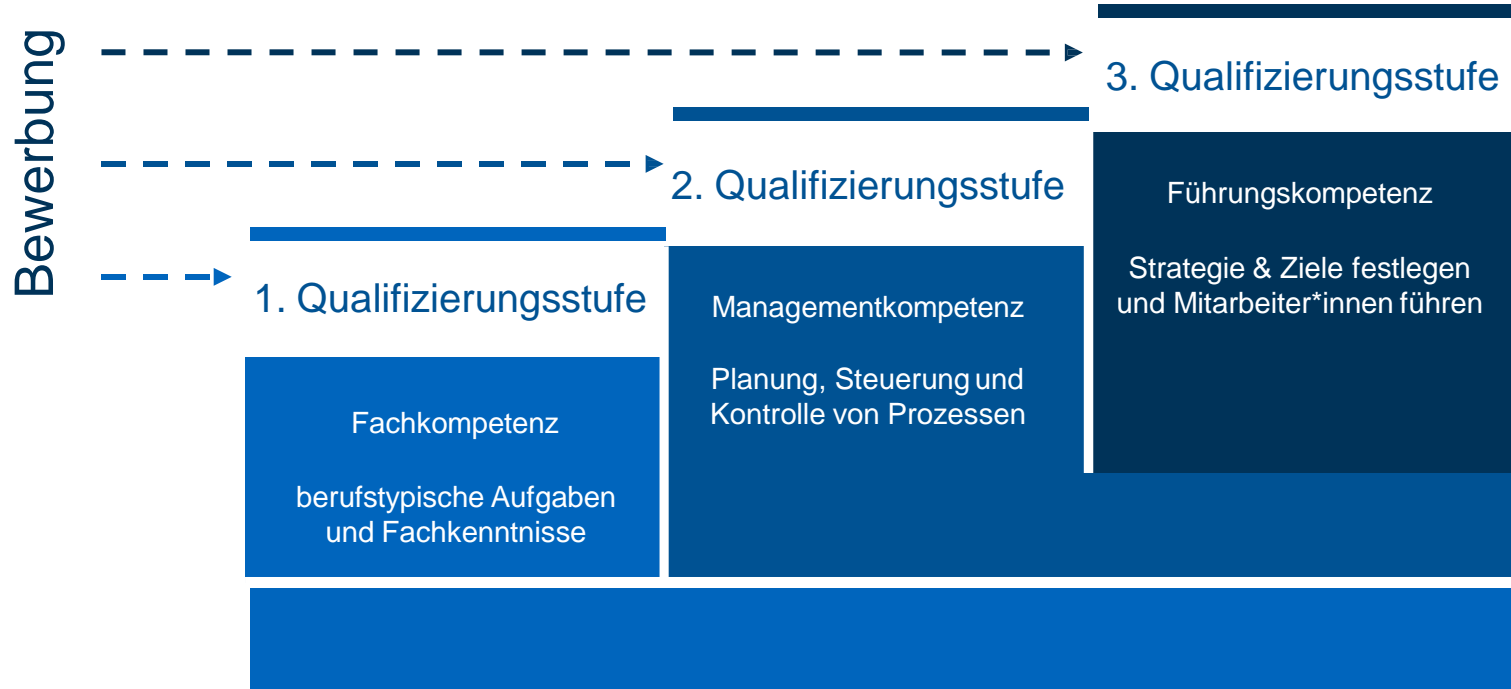 Bewerbung
1. Qualifizierungsstufe
Fachkompetenz
berufstypische Aufgaben
und Fachkenntnisse
2. Qualifizierungsstufe
Managementkompetenz
Planung, Steuerung und
Kontrolle von Prozessen
3. Qualifizierungsstufe
Führungskompetenz
Strategie & Ziele festlegen
und Mitarbeiter*innen führen